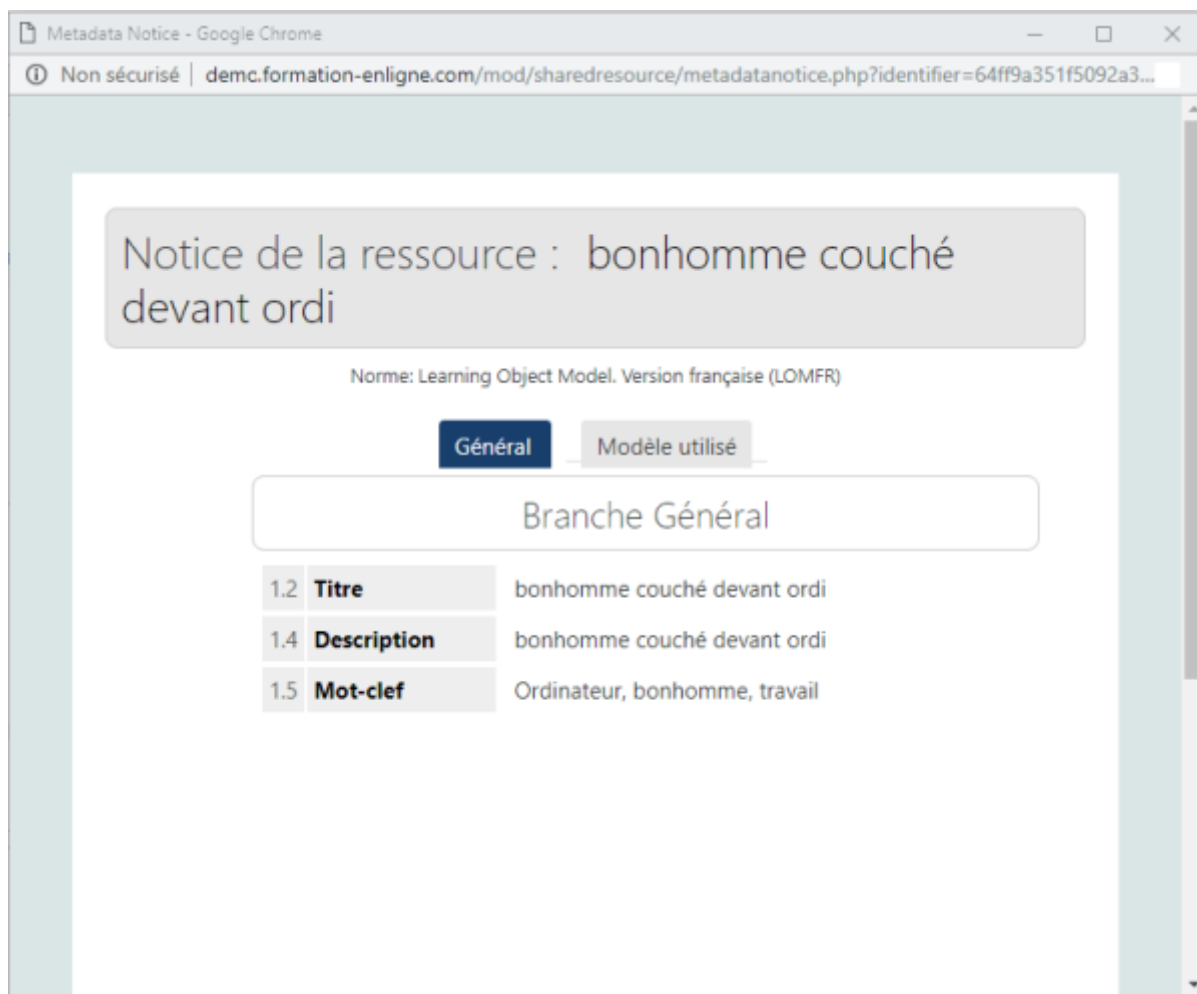 Metadata Notice - Google Chrome
Non sécurisé | demc.formation-enligne.com/mod/sharedresource/metadatanotice.php?identifier=64ff9a351f5092a3...
Notice de la ressource : bonhomme couché
devant ordi
Norme: Learning Object Model. Version française (LOMFR)
Général Modèle utilisé
Branche Général
1.2 Titre bonhomme couché devant ordi
1.4 Description bonhomme couché devant ordi
1.5 Mot-clef Ordinateur, bonhomme, travail